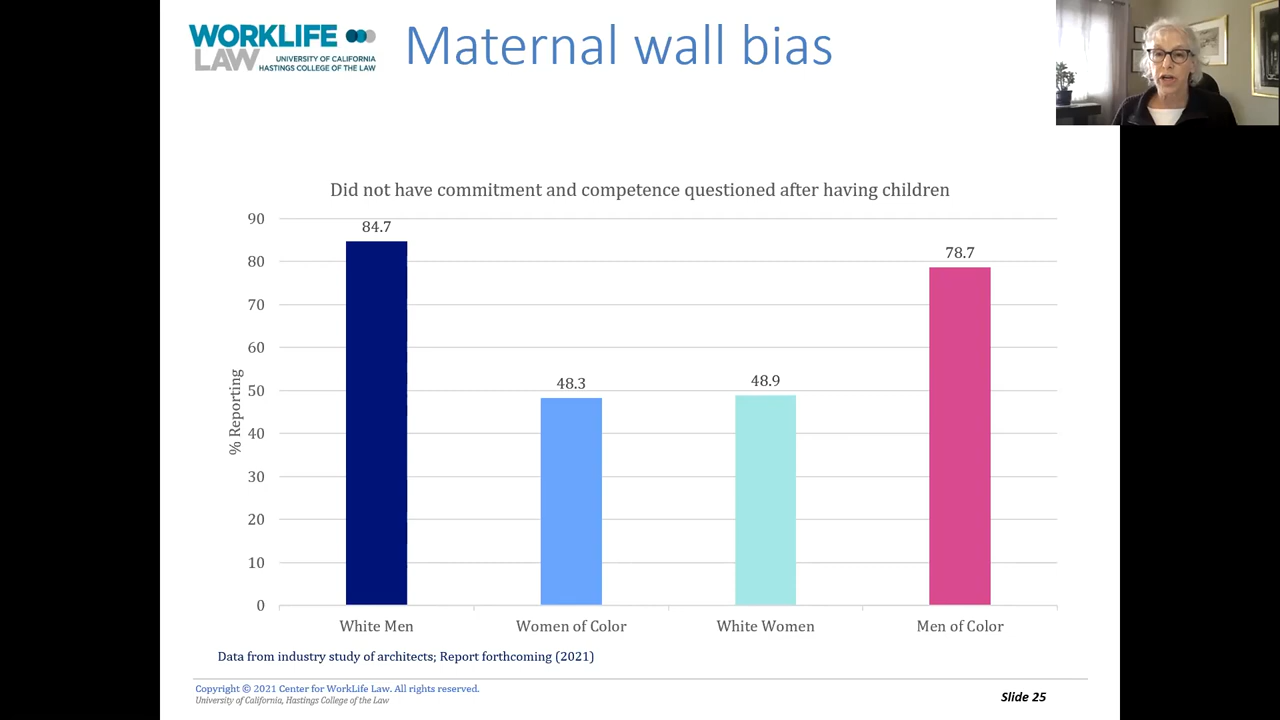 WORKLIFE
LAW
UNIVERSITY OF CALIFORNIA
HASTINGS COLLEGE OF THE LAW
Maternal wall bias
Did not have commitment and competence questioned after having children
% Reporting
90
80
70
60
50
40
30
20
10
0
84.7
48.3
48.9
78.7
White Men
Women of Color
White Women
Men of Color
Data from industry study of architects; Report forthcoming (2021)
Copyright © 2021 Center for WorkLife Law. All rights reserved.
University of California, Hastings College of the Law
Slide 25